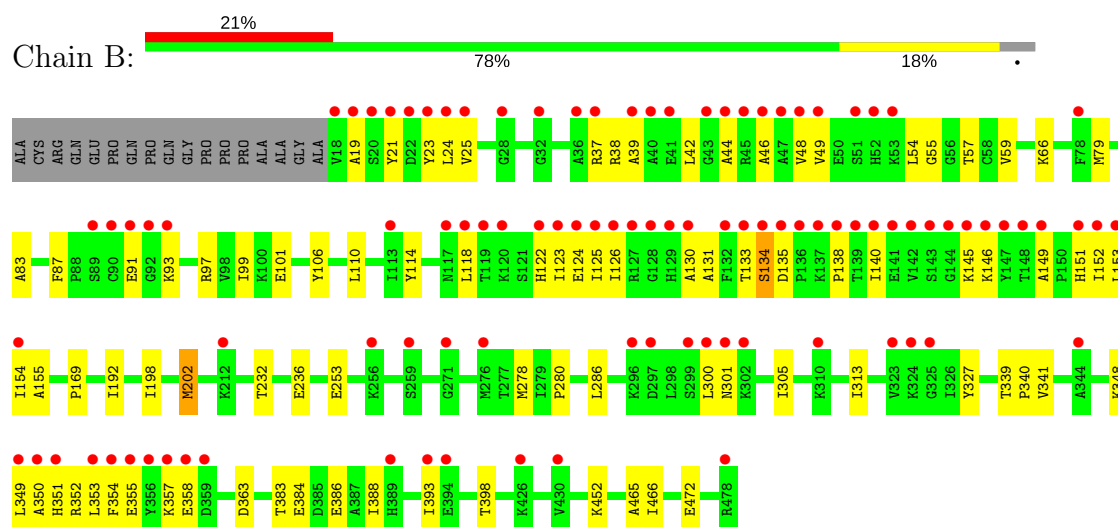 21%
Chain B:
78% 18% •
ALA CYS ARG GLN GLU PRO GLN PRO GLN GLY PRO PRO PRO ALA ALA GLY ALA V18 A19 S20 Y21 D22 Y23 L24 V25 G28 G32 A36 R37 R38 A39 A40 E41 L42 G43 A44 R45 A46 A47 V48 V49 E50 S51 H52 K53 L54 G55 G56 T57 C58 V59 K66 F78 M79
A83 F87 P88 S89 C90 E91 G92 K93 R97 V98 I99 K100 E101 Y106 L110 I113 Y114 N117 L118 T119 K120 S121 H122 I123 E124 I125 I126 R127 G128 H129 A130 A131 F132 T133 S134 D135 P136 K137 P138 T139 I140 E141 V142 S143 G144 K145 K146 Y147 T148 A149 P150 H151 I152 L153
I154 A155 P169 I192 I198 M202 K212 T232 E236 E253 K256 S259 G271 M276 T277 M278 I279 P280 L286 K296 D297 L298 S299 L300 N301 K302 I305 K310 I313 V323 K324 G325 I326 Y327 T339 P340 V341 A344 K348
L349 A350 H351 R352 L353 F354 E355 Y356 K357 E358 D359 D363 T383 E384 D385 E386 A387 I388 H389 I393 E394 T398 K426 V430 K452 A465 I466 E472 R478